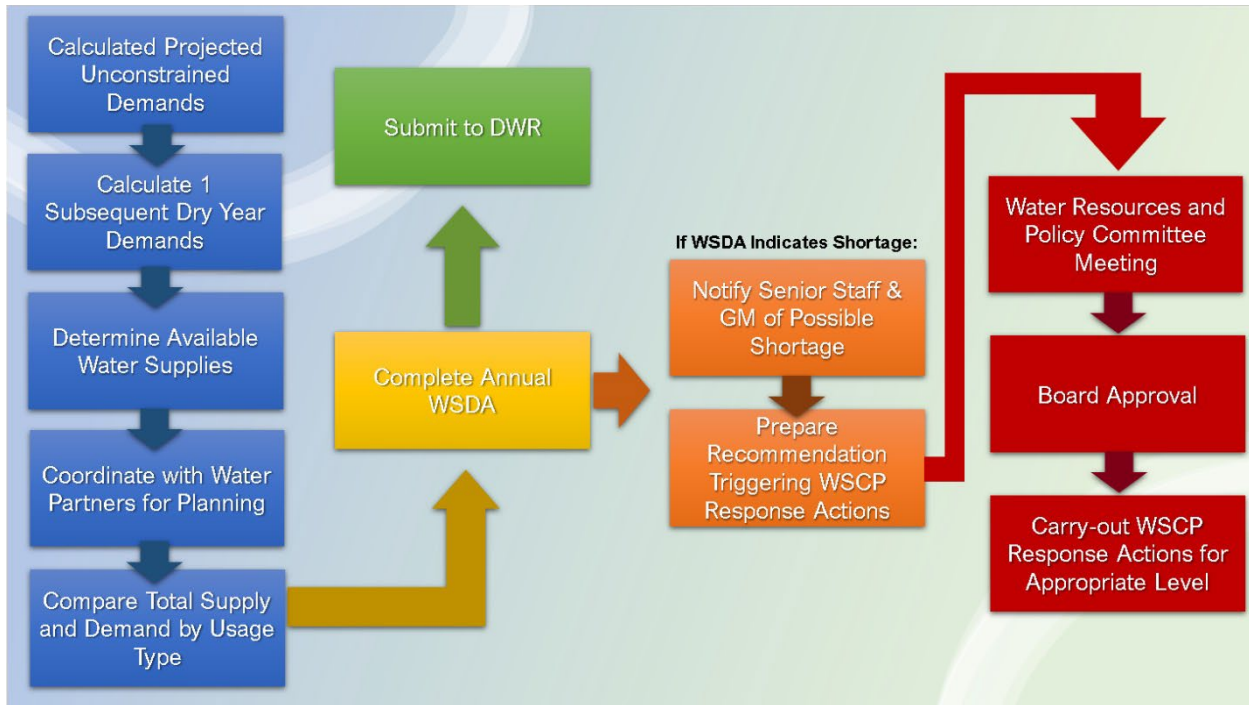 Calculated Projected
Unconstrained
Demands
Calculate 1
Subsequent Dry Year
Demands
Determine Available
Water Supplies
Coordinate with Water
Partners for Planning
Compare Total Supply
and Demand by Usage
Type
Submit to DWR
Complete Annual
WSDA
If WSDA Indicates Shortage:
Notify Senior Staff &
GM of Possible
Shortage
Prepare
Recommendation
Triggering WSCP
Response Actions
Water Resources and
Policy Committee
Meeting
Board Approval
Carry-out WSCP
Response Actions for
Appropriate Level